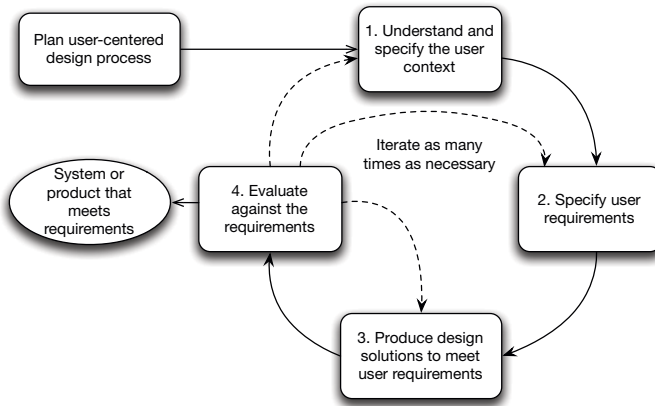 Plan user-centered
design process
1. Understand and
specify the user
context
Iterate as many
times as necessary
System or
product that
meets
requirements
4. Evaluate
against the
requirements
2. Specify user
requirements
3. Produce design
solutions to meet
user requirements